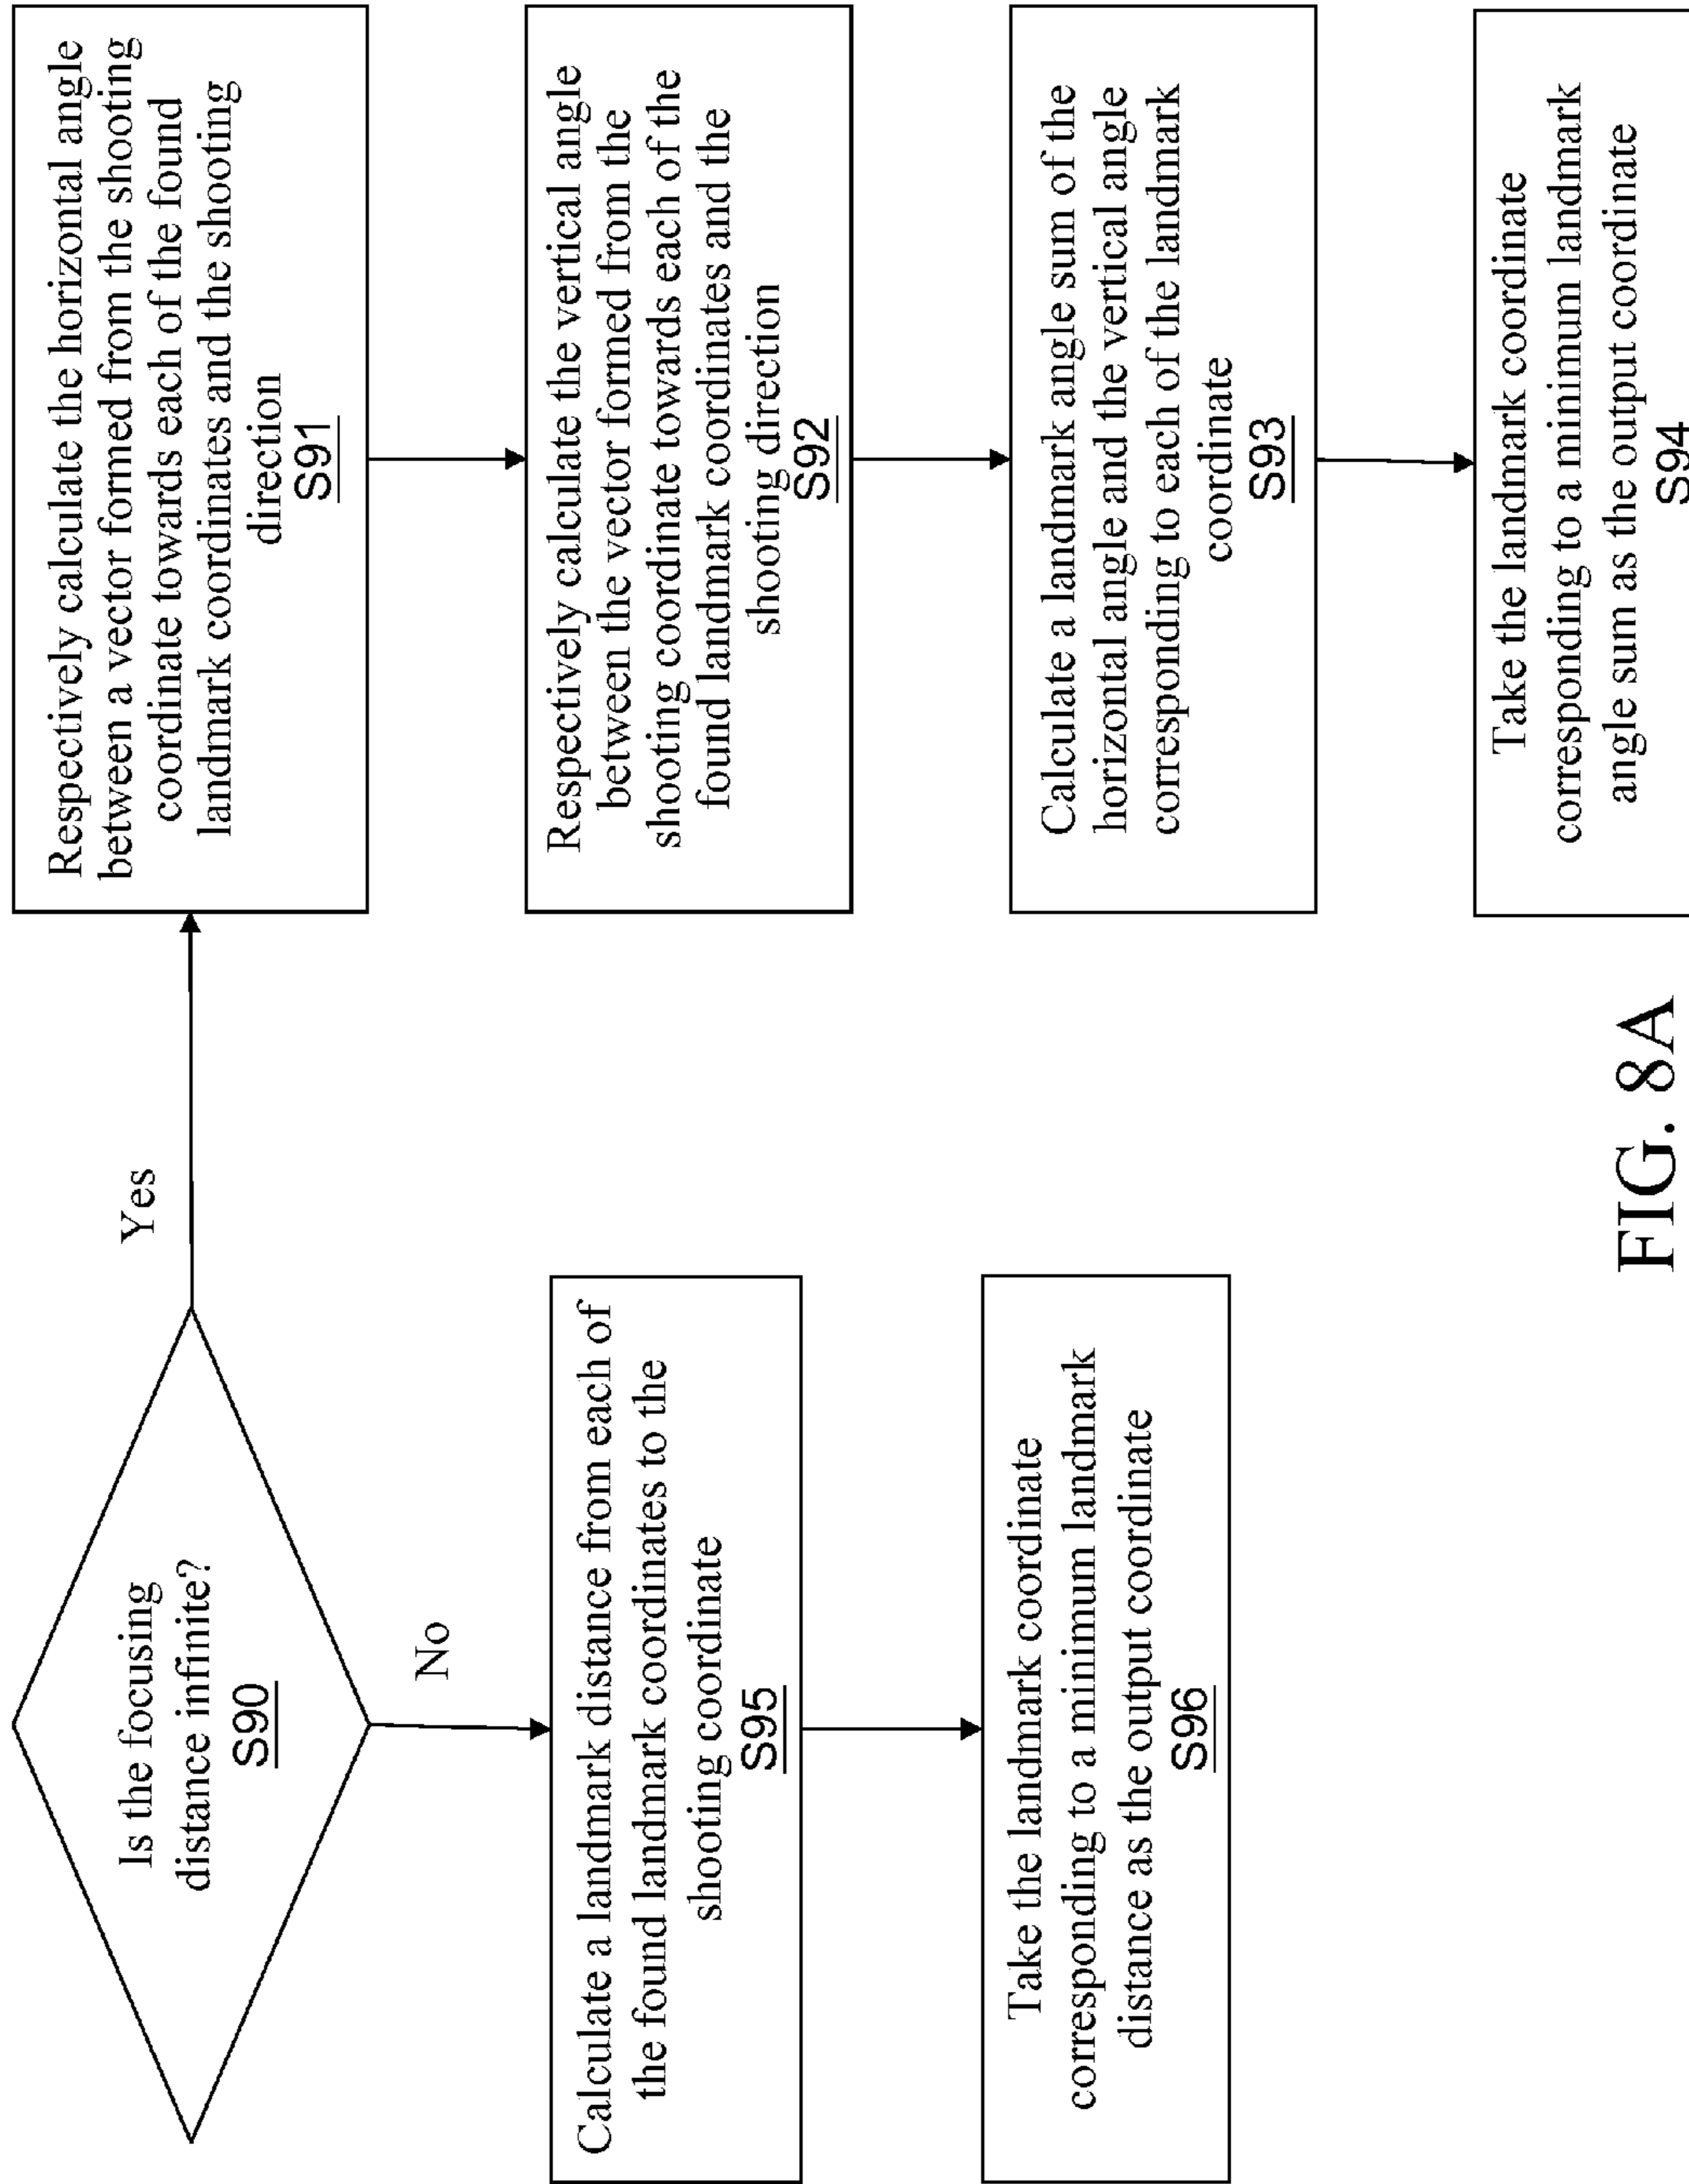 Is the focusing
distance infinite?
S90
Yes
No
Respectively calculate the horizontal angle
between a vector formed from the shooting
coordinate towards each of the found
landmark coordinates and the shooting
direction
S91
Respectively calculate the vertical angle
between the vector formed from the
shooting coordinate towards each of the
found landmark coordinates and the
shooting direction
S92
Calculate a landmark angle sum of the
horizontal angle and the vertical angle
corresponding to each of the landmark
coordinate
S93
Take the landmark coordinate
corresponding to a minimum landmark
angle sum as the output coordinate
S94
Calculate a landmark distance from each of
the found landmark coordinates to the
shooting coordinate
S95
Take the landmark coordinate
corresponding to a minimum landmark
distance as the output coordinate
S96
FIG. 8A